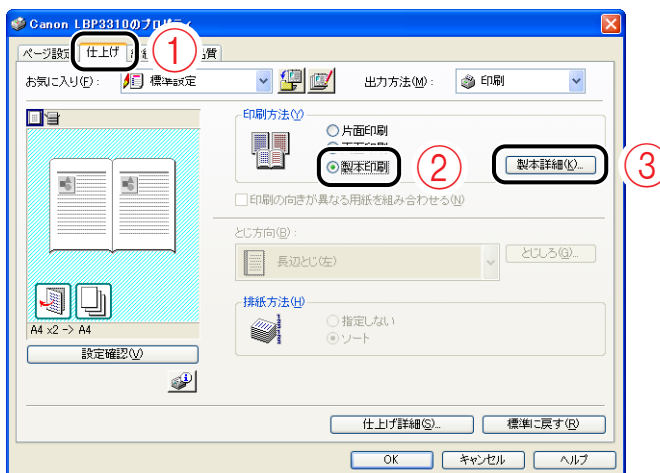 Canon LBP3310のプロパティ
ページ設定 仕上げ 質
①
お気に入り(F): 標準設定 出力方法(M): 印刷
印刷方法(Y)
片面印刷
製本印刷
②
製本詳細(K)...
③
印刷の向きが異なる用紙を組み合わせる(N)
とじ方向(B):
長辺とじ(左) とじしろ(G)...
排紙方法(H)
指定しない
ソート
A4 x2 -> A4
設定確認(V)
仕上げ詳細(S)... 標準に戻す(R)
OK キャンセル ヘルプ